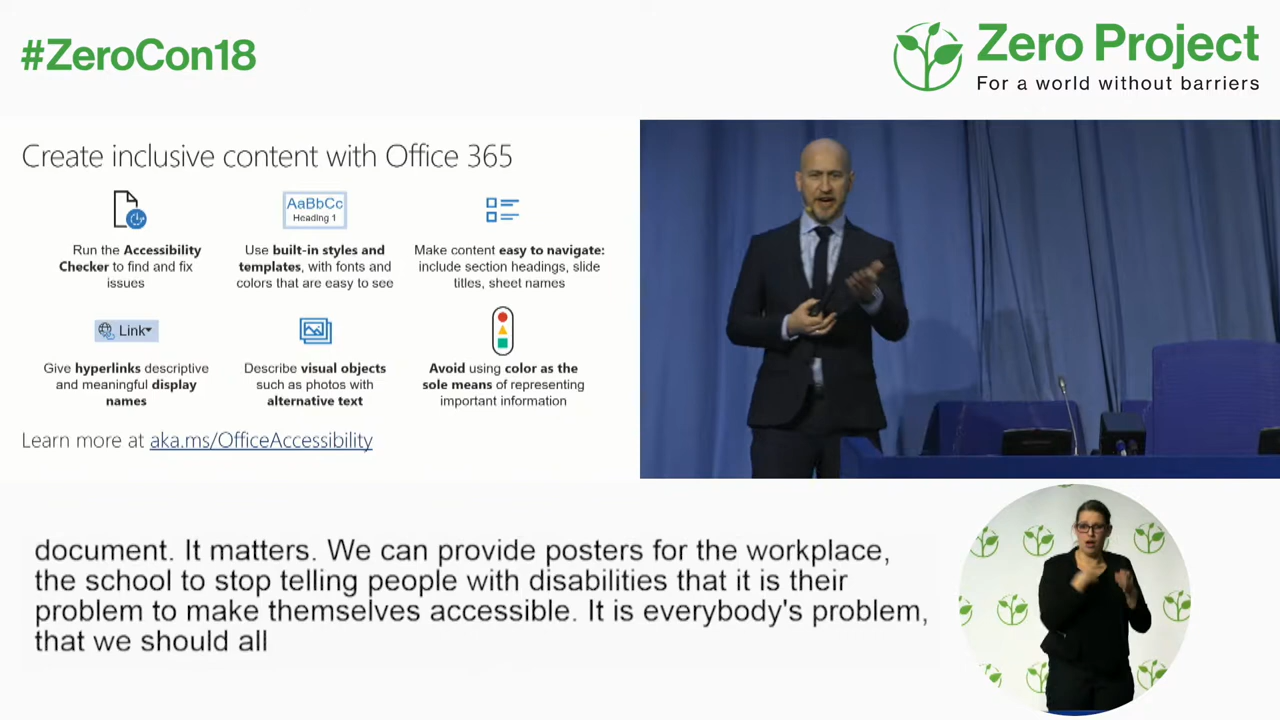 #ZeroCon18
Zero Project
For a world without barriers
Create inclusive content with Office 365
Run the Accessibility
Checker to find and fix
issues
AaBbCc
Heading 1
Use built-in styles and
templates, with fonts and
colors that are easy to see
Make content easy to navigate:
include section headings, slide
titles, sheet names
Link
Give hyperlinks descriptive
and meaningful display
names
Describe visual objects
such as photos with
alternative text
Avoid using color as the
sole means of representing
important information
Learn more at aka.ms/OfficeAccessibility
document. It matters. We can provide posters for the workplace,
the school to stop telling people with disabilities that it is their
problem to make themselves accessible. It is everybody's problem,
that we should all